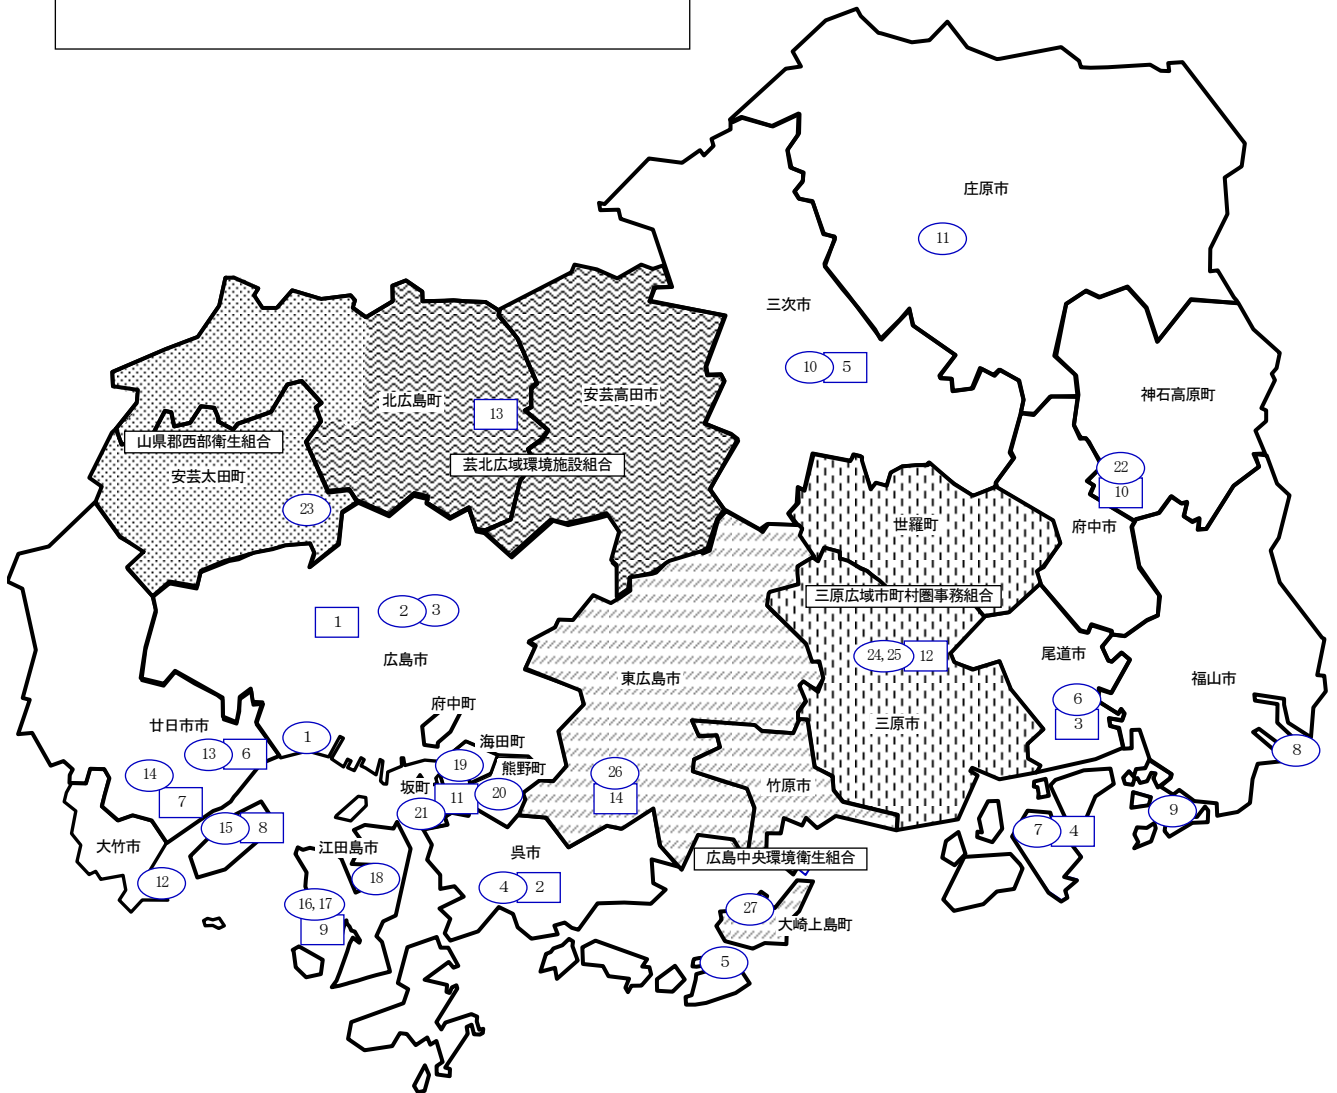 庄原市
11
三次市
10 5
神石高原町
安芸高田市
北広島町
13
山県郡西部衛生組合
芸北広域環境施設組合
安芸太田町
22
10
23
世羅町
府中市
三原広域市町村圏事務組合
2 3
1
広島市
24,25 12
尾道市
東広島市
福山市
6
3
府中町
廿日市市
三原市
1
海田町
13 6
8
19
熊野町
14
26
坂町
竹原市
7
11
20
14
9
21
15 8
7 4
大竹市
江田島市
呉市
広島中央環境衛生組合
18
12
4 2
16,17
27
大崎上島町
9
5